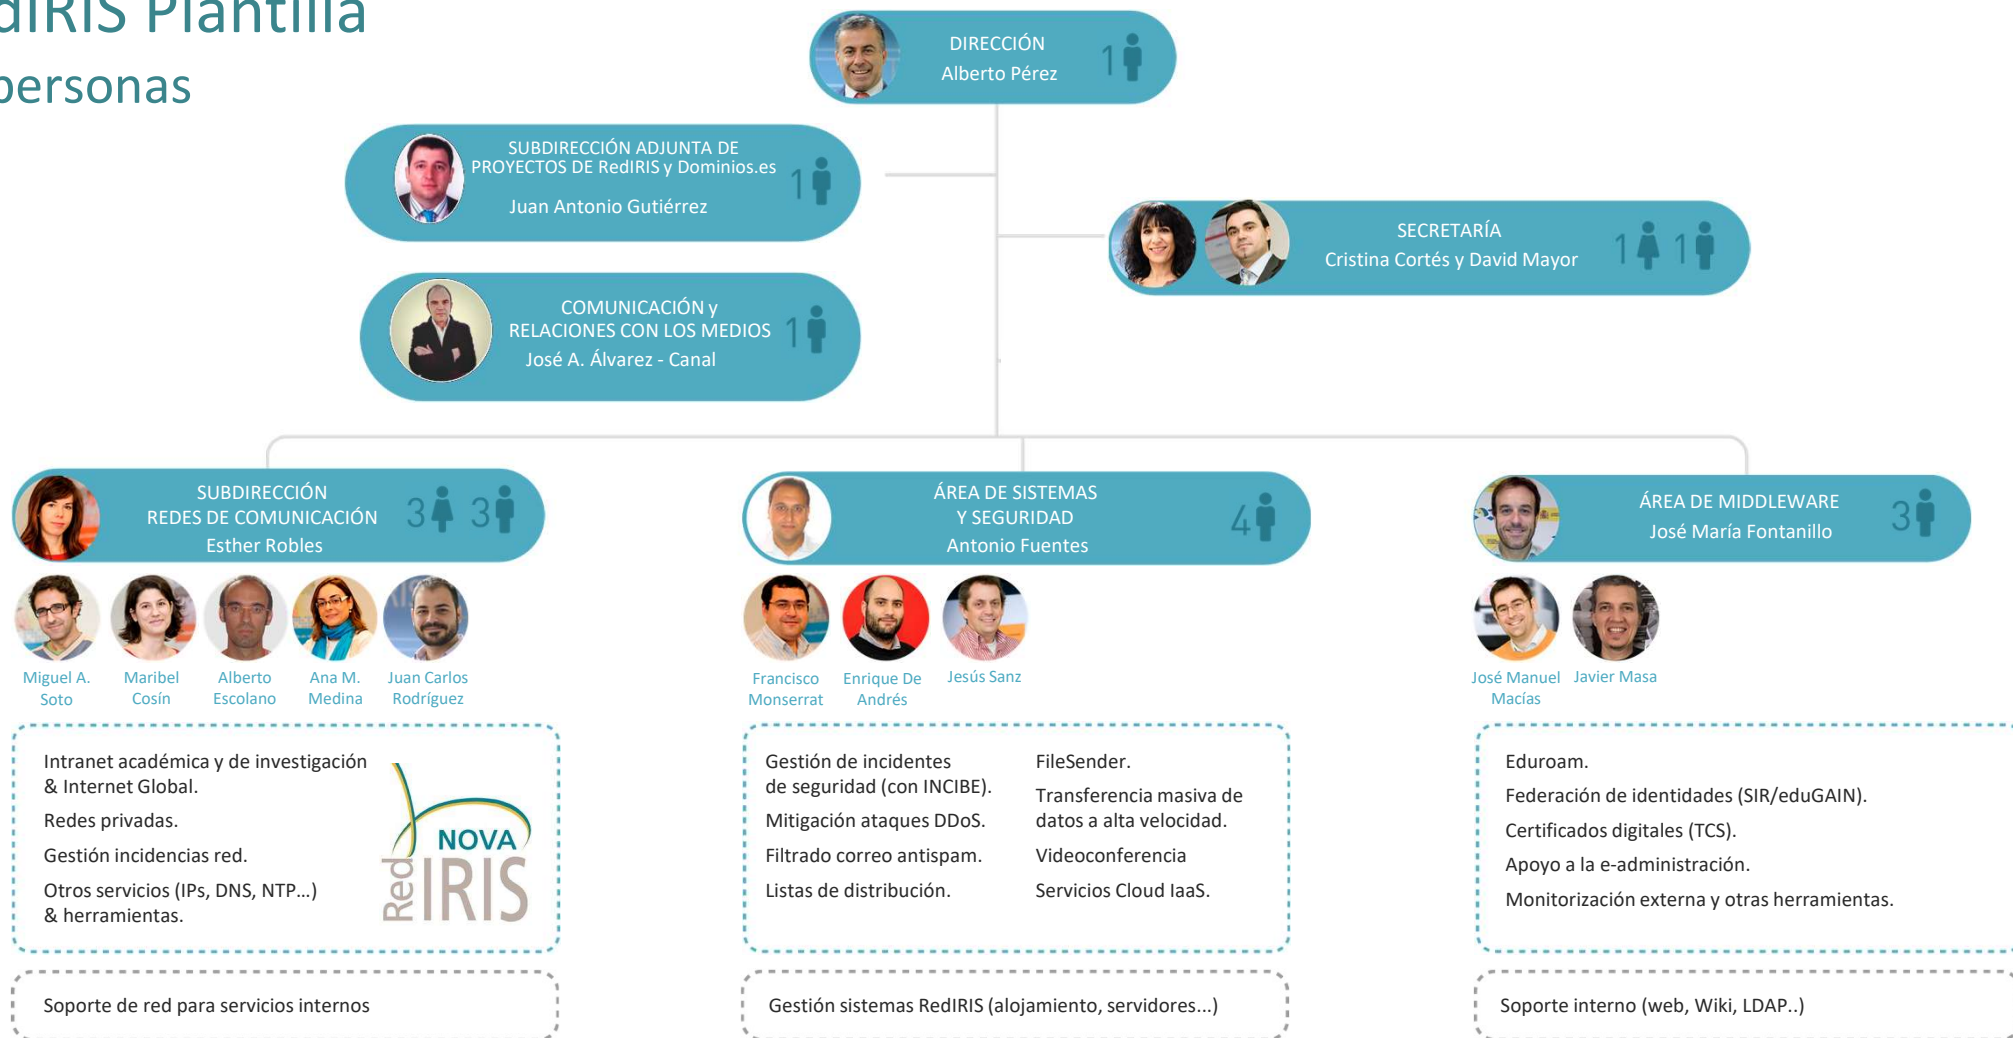 dIRIS Plantilla
personas
DIRECCIÓN
Alberto Pérez
1
SUBDIRECCIÓN ADJUNTA DE
PROYECTOS DE RedIRIS y Dominios.es
Juan Antonio Gutiérrez
1
SECRETARÍA
Cristina Cortés y David Mayor
1 1
COMUNICACIÓN y
RELACIONES CON LOS MEDIOS
José A. Álvarez - Canal
1
SUBDIRECCIÓN
REDES DE COMUNICACIÓN
Esther Robles
3 3
Miguel A.
Soto
Maribel
Cosín
Alberto
Escolano
Ana M.
Medina
Juan Carlos
Rodríguez
Intranet académica y de investigación
& Internet Global.
Redes privadas.
Gestión incidencias red.
Otros servicios (IPs, DNS, NTP…)
& herramientas.
NOVA
Red IRIS
Soporte de red para servicios internos
ÁREA DE SISTEMAS
Y SEGURIDAD
Antonio Fuentes
4
Francisco
Monserrat
Enrique De
Andrés
Jesús Sanz
Gestión de incidentes
de seguridad (con INCIBE).
Mitigación ataques DDoS.
Filtrado correo antispam.
Listas de distribución.
FileSender.
Transferencia masiva de
datos a alta velocidad.
Videoconferencia
Servicios Cloud IaaS.
Gestión sistemas RedIRIS (alojamiento, servidores...)
ÁREA DE MIDDLEWARE
José María Fontanillo
3
José Manuel
Macías
Javier Masa
Eduroam.
Federación de identidades (SIR/eduGAIN).
Certificados digitales (TCS).
Apoyo a la e-administración.
Monitorización externa y otras herramientas.
Soporte interno (web, Wiki, LDAP..)